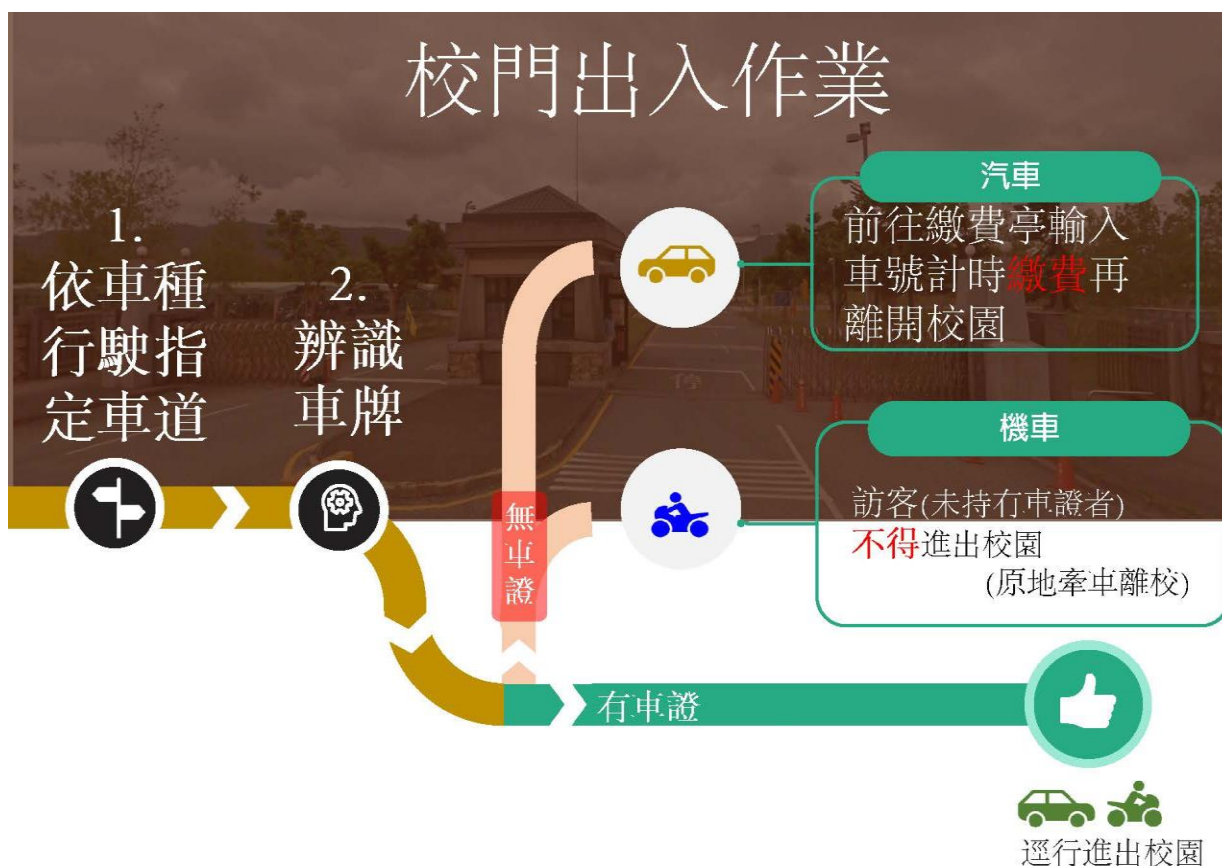 校門出入作業
1.
依車種
行駛指
定車道
2.
辨識
車牌
無
車
證
汽車
前往繳費亭輸入
車號計時繳費再
離開校園
機車
訪客(未持有車證者)
不得進出校園
(原地牽車離校)
有車證
逕行進出校園